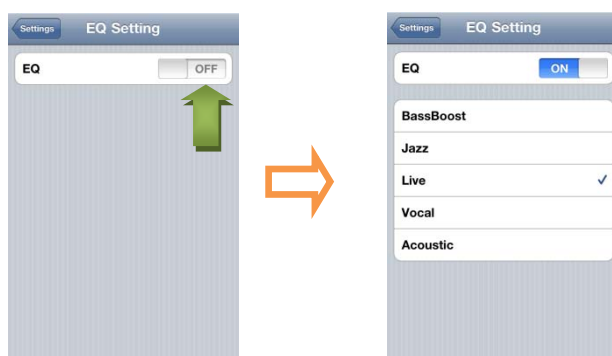 Settings EQ Setting
EQ OFF
Settings EQ Setting
EQ ON
BassBoost
Jazz
Live
Vocal
Acoustic